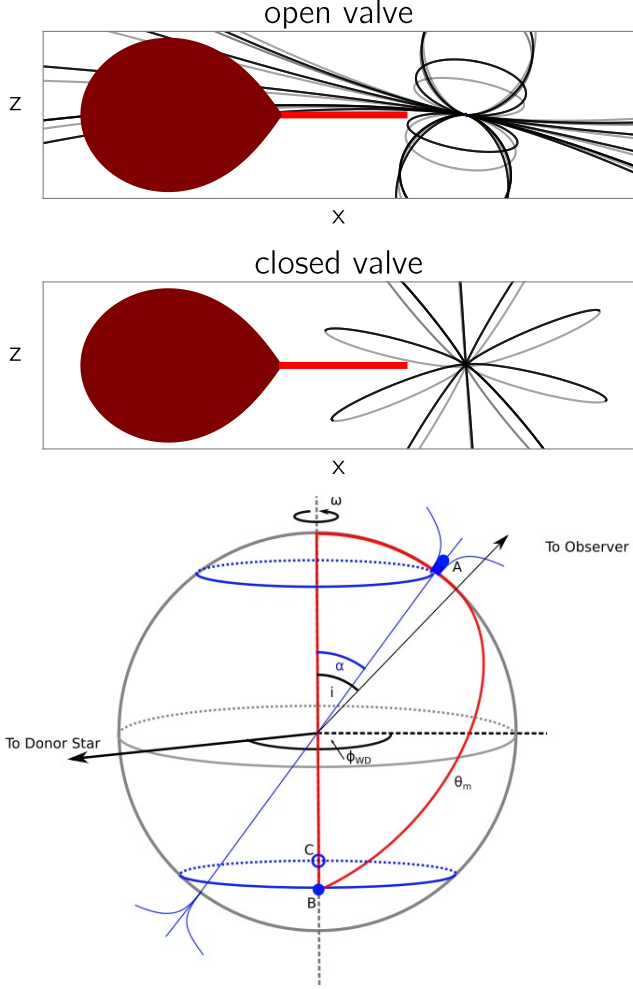 open valve
z
x
closed valve
z
x
ω
To Observer
A
α
i
To Donor Star
ϕWD
θm
C
B